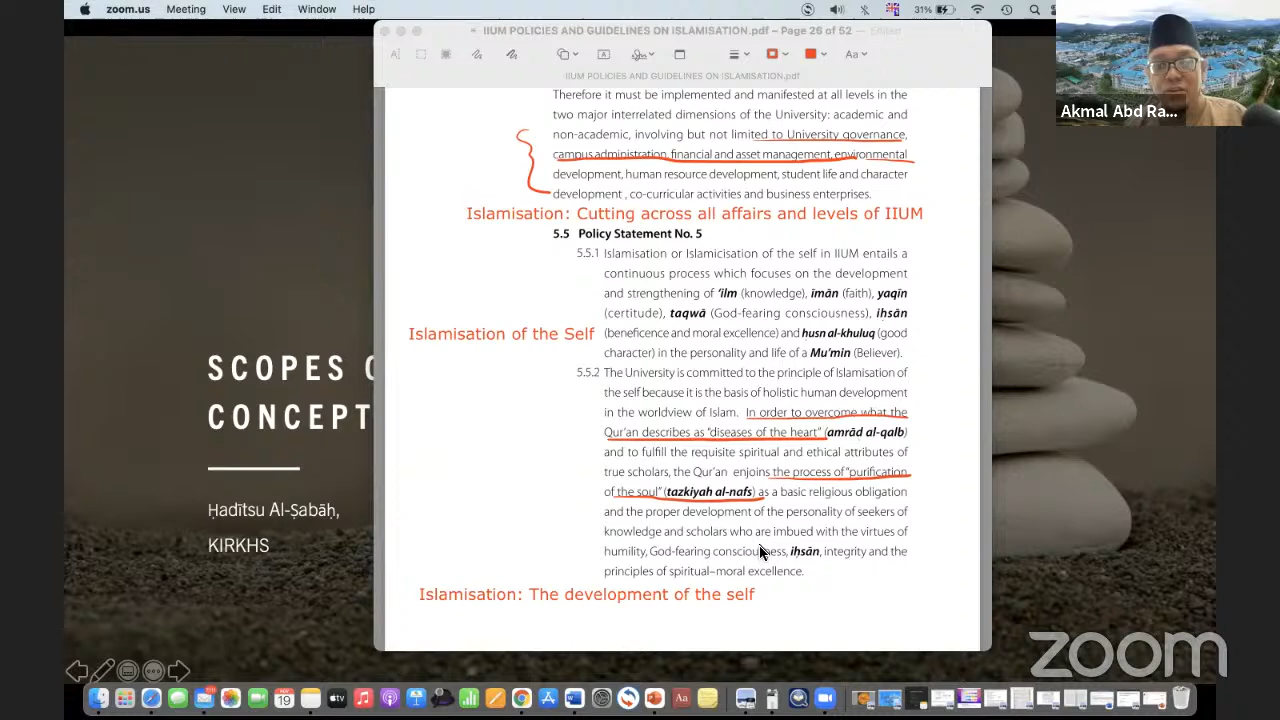 zoom.us Meeting View Edit Window Help
31%
IIUM POLICIES AND GUIDELINES ON ISLAMISATION.pdf – Page 26 of 52 — Edited
IIUM POLICIES AND GUIDELINES ON ISLAMISATION.pdf
Akmal Abd Ra...
Therefore it must be implemented and manifested at all levels in the
two major interrelated dimensions of the University: academic and
non-academic, involving but not limited to University governance,
campus administration, financial and asset management, environmental
development, human resource development, student life and character
development , co-curricular activities and business enterprises.
Islamisation: Cutting across all affairs and levels of IIUM
5.5 Policy Statement No. 5
5.5.1 Islamisation or Islamicisation of the self in IIUM entails a
continuous process which focuses on the development
and strengthening of ‘ilm (knowledge), īmān (faith), yaqīn
(certitude), taqwā (God-fearing consciousness), iḥsān
Islamisation of the Self
(beneficence and moral excellence) and ḥusn al-khuluq (good
character) in the personality and life of a Mu’min (Believer).
5.5.2 The University is committed to the principle of Islamisation of
the self because it is the basis of holistic human development
in the worldview of Islam. In order to overcome what the
Qur’an describes as “diseases of the heart” (amrāḍ al-qalb)
and to fulfill the requisite spiritual and ethical attributes of
true scholars, the Qur’an enjoins the process of “purification
of the soul” (tazkiyah al-nafs) as a basic religious obligation
and the proper development of the personality of seekers of
knowledge and scholars who are imbued with the virtues of
humility, God-fearing consciousness, iḥsān, integrity and the
principles of spiritual–moral excellence.
Islamisation: The development of the self
SCOPES
CONCEPT
Ḥadītsu Al-Ṣabāḥ,
KIRKHS
zoom